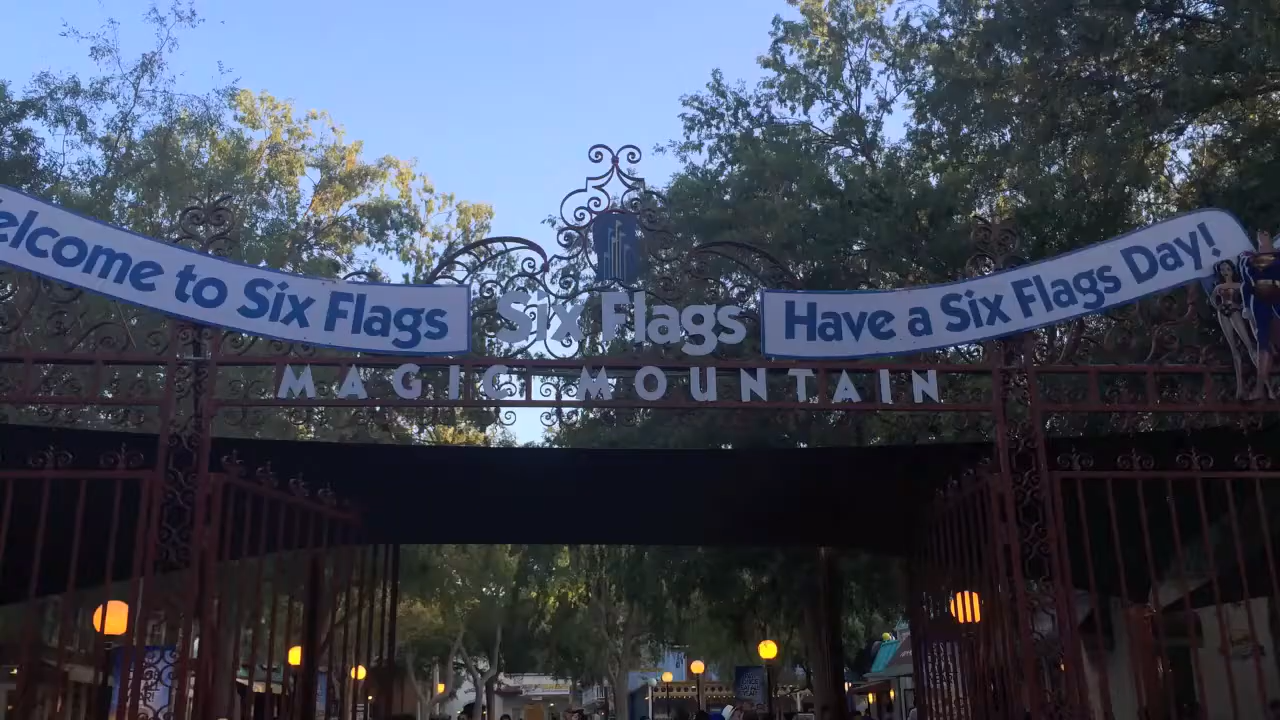 elcome to Six Flags
Six Flags
Have a Six Flags Day!
MAGIC MOUNTAIN